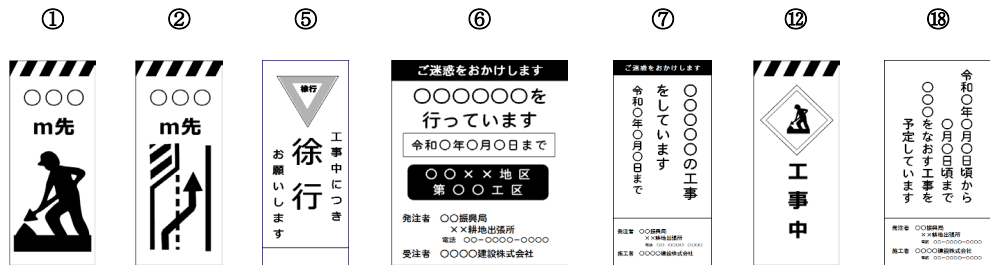 ①
②
⑤
⑥
⑦
⑫
⑱
〇〇〇
m先
〇〇〇
m先
徐行
工事中につき
徐行
お願いします
ご迷惑をおかけします
〇〇〇〇〇〇を
行っています
令和〇年〇月〇日まで
〇〇××地区
第〇〇工区
発注者 〇〇振興局
××耕地出張所
電話 〇〇-〇〇〇〇-〇〇〇〇
受注者 〇〇〇〇建設株式会社
ご迷惑をおかけします
〇〇〇〇〇の工事
をしています
令和〇年〇月〇日まで
発注者 〇〇振興局
××耕地出張所
電話 〇〇 〇〇〇〇 〇〇〇〇
施工者 〇〇〇〇建設株式会社
工事中
令和〇年〇月〇日頃から
〇月〇日頃まで
〇〇〇をなおす工事を
予定しています
発注者 〇〇振興局
××耕地出張所
電話 〇〇-〇〇〇〇-〇〇〇〇
施工者 〇〇〇〇建設株式会社